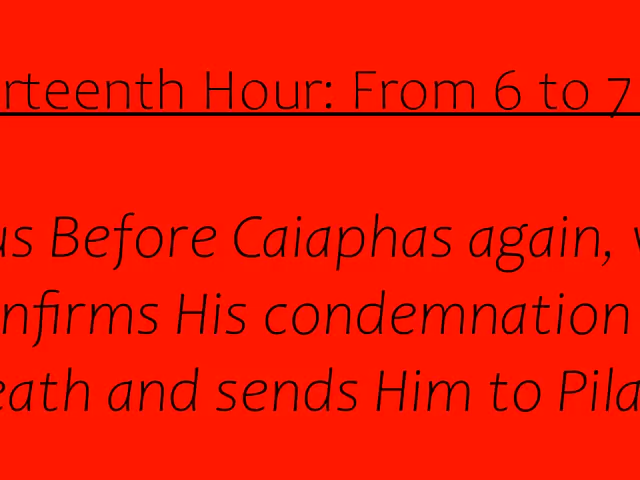 rteenth Hour: From 6 to 7
us Before Caiaphas again,
nfirms His condemnation
eath and sends Him to Pila